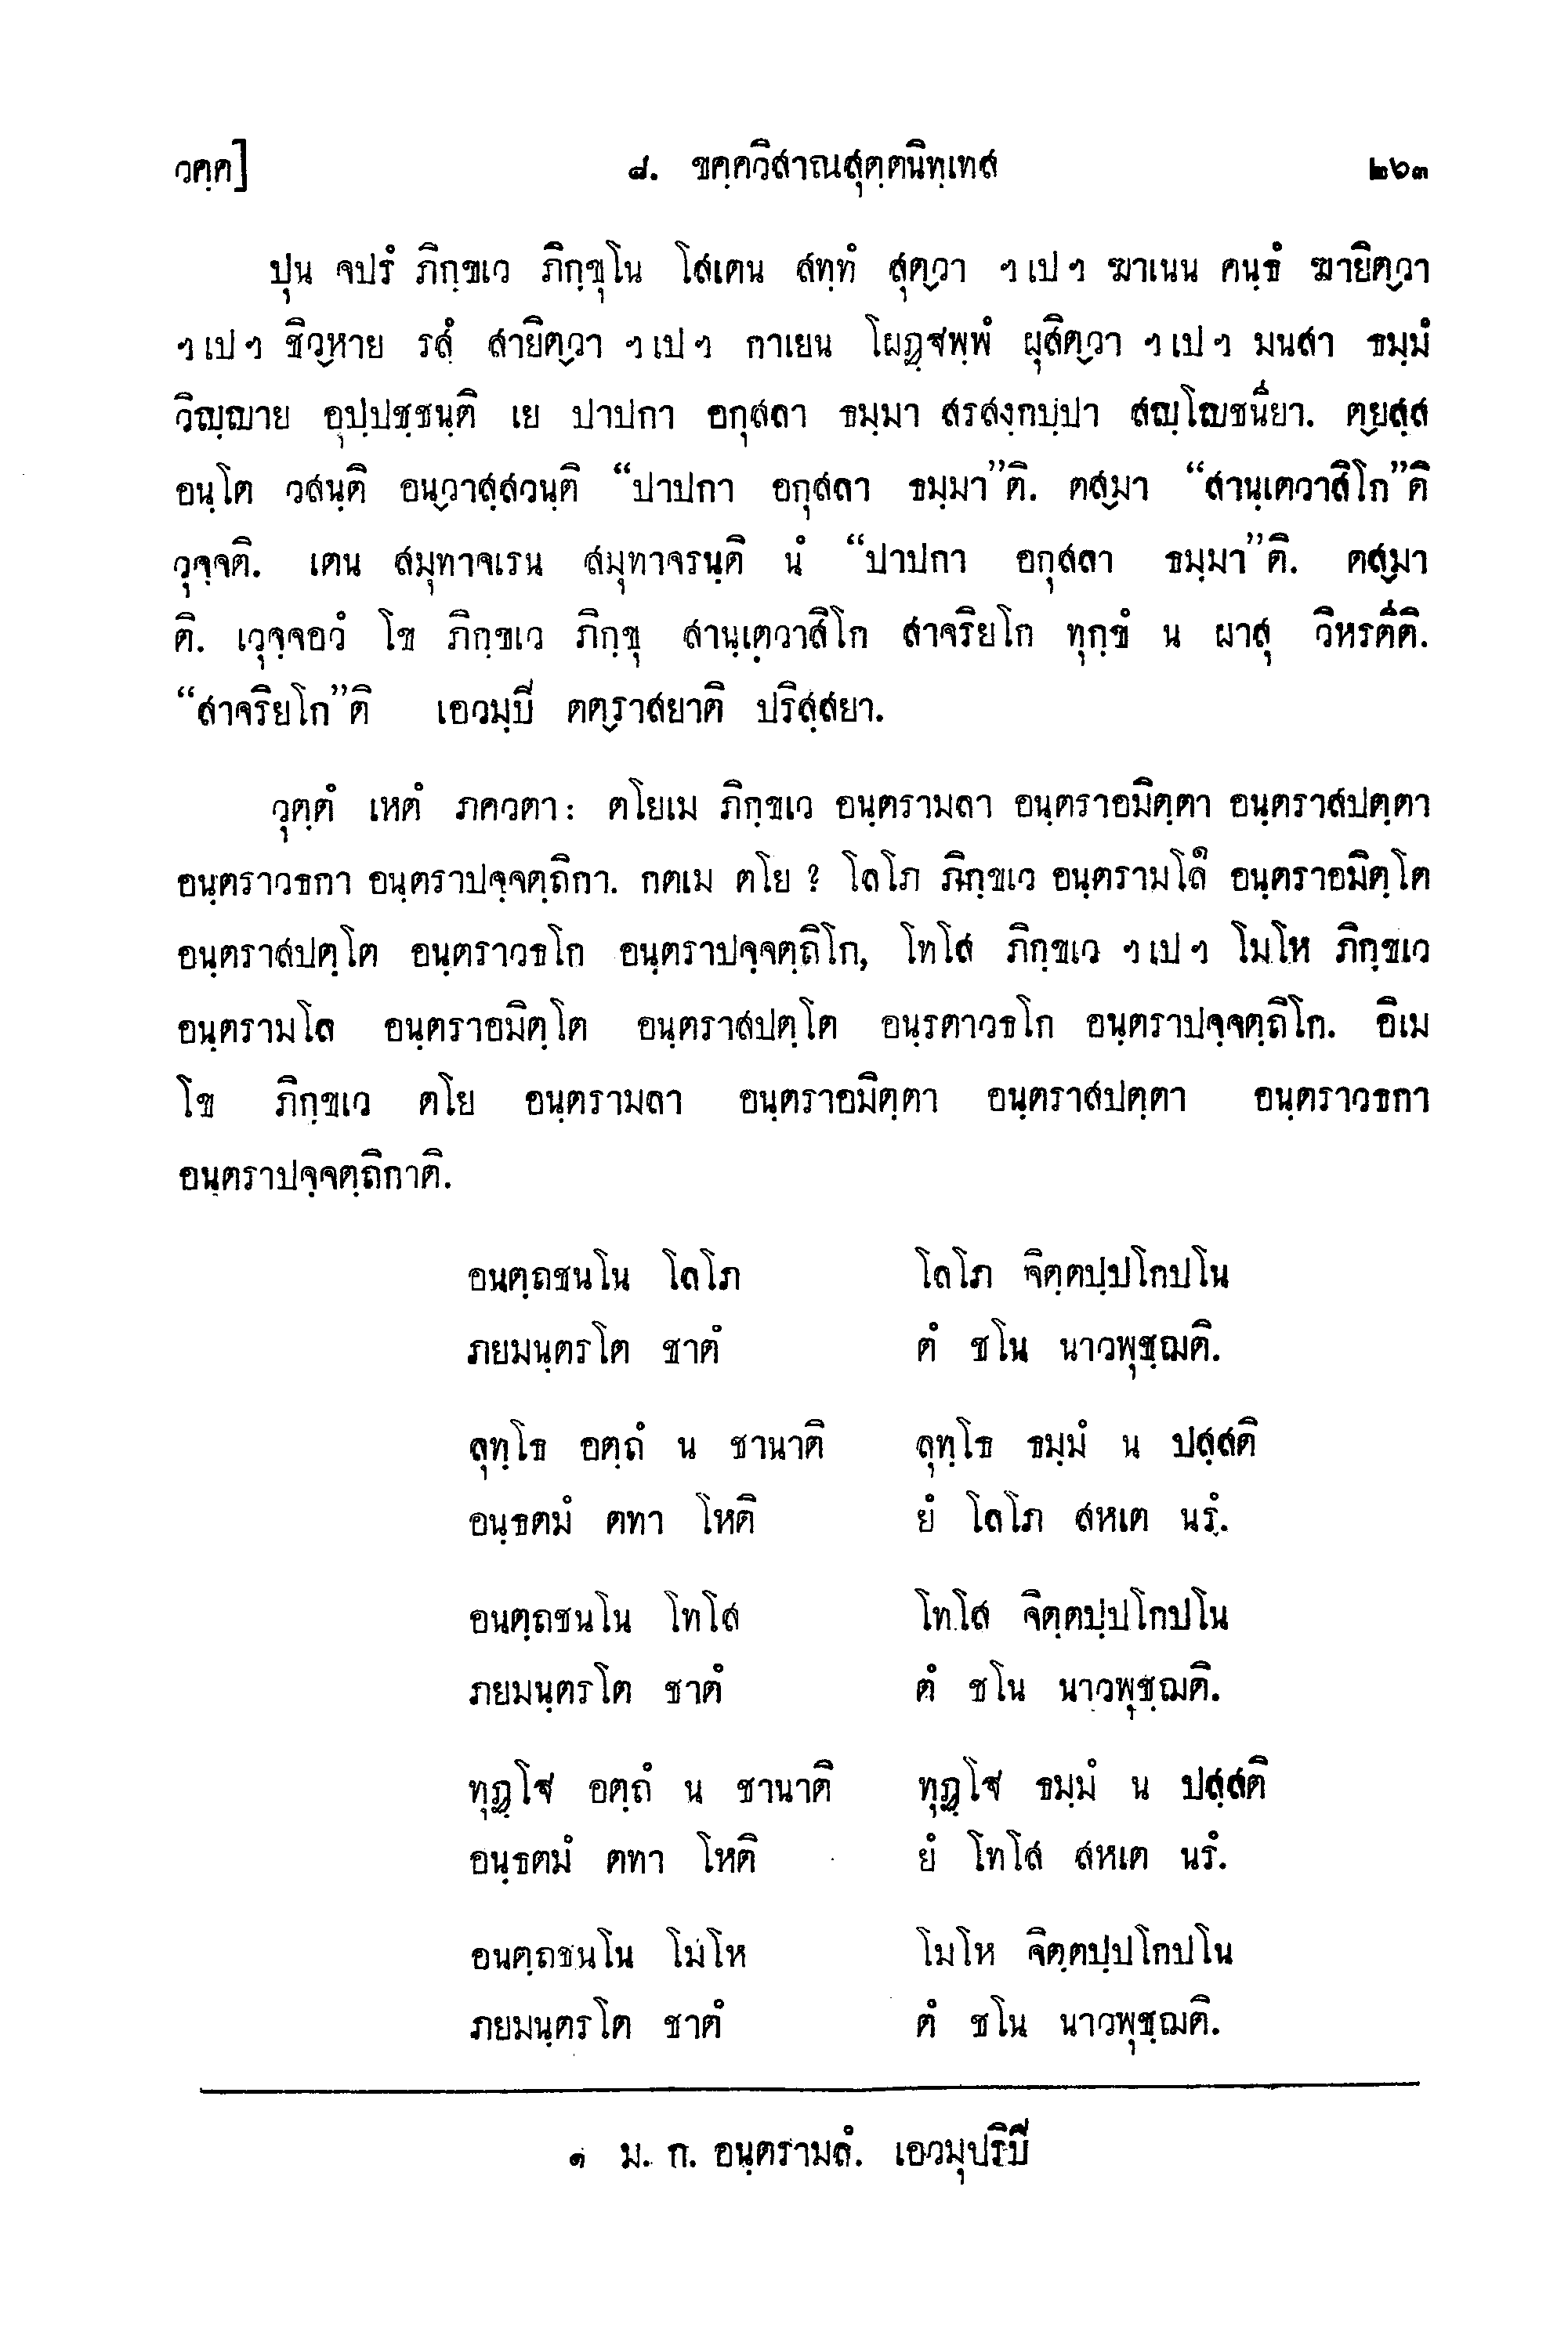 วคฺค]	๘. ขคฺควิสาณสุตฺตนิทฺเทส	๒๖๓
ปุน จปรํ ภิกฺขเว ภิกฺขุโน โสเตน สทฺทํ สุตฺวา ฯ เป ฯ ฆาเนน คนฺธํ ฆายิตฺวา
ฯ เป ฯ ชิวฺหาย รสํ สายิตฺวา ฯ เป ฯ กาเยน โผฏฺฐพฺพํ ผุสิตฺวา ฯ เป ฯ มนสา ธมฺมํ
วิญฺญาย อุปฺปชฺชนฺติ เย ปาปกา อกุสลา ธมฺมา สรสงฺกปฺปา สญฺโญชนียา. ตฺยสฺส
อนฺโต วสนฺติ อนฺวาสฺสวนฺติ “ปาปกา อกุสลา ธมฺมา”ติ. ตสฺมา “สานฺเตวาสิโก”ติ
วุจฺจติ. เตน สมุทาจเรน สมุทาจรนฺติ นํ “ปาปกา อกุสลา ธมฺมา”ติ. ตสฺมา
ติ. เวุจฺจอวํ โข ภิกฺขเว ภิกฺขุ สานฺเตฺวาสิโก สาจริยโก ทุกฺขํ น ผาสุ วิหรตีติ.
“สาจริยโก”ติ เอวมฺปี ตตฺราสยาติ ปริสฺสยา.
วุตฺตํ เหตํ ภควตา : ตโยเม ภิกฺขเว อนฺตรามลา อนฺตราอมิตฺตา อนฺตราสปตฺตา
อนฺตราวธกา อนฺตราปจฺจตฺถิกา. กตเม ตโย ? โลโภ ภิกฺขเว อนฺตรามโล๑ อนฺตราอมิตฺโต
อนฺตราสปตฺโต อนฺตราวธโก อนฺตราปจฺจตฺถิโก, โทโส ภิกฺขเว ฯ เป ฯ โมโห ภิกฺขเว
อนฺตรามโล อนฺตราอมิตฺโต อนฺตราสปตฺโต อนฺรตาวธโก อนฺตราปจฺจตฺถิโก. อิเม
โข ภิกฺขเว ตโย อนฺตรามลา อนฺตราอมิตฺตา อนฺตราสปตฺตา อนฺตราวธกา
อนฺตราปจฺจตฺถิกาติ.
อนตฺถชนโน โลโภ	โลโภ จิตฺตปฺปโกปโน
ภยมนฺตรโต ชาตํ	ตํ ชโน นาวพุชฺฌติ.
ลุทฺโธ อตฺถํ น ชานาติ	ลุทฺโธ ธมฺมํ น ปสฺสติ
อนฺธตมํ ตทา โหติ	ยํ โลโภ สหเต นรํ.
อนตฺถชนโน โทโส	โทโส จิตฺตปฺปโกปโน
ภยมนฺตรโต ชาตํ	ตํ ชโน นาวพุชฺฌติ.
ทุฏฺโฐ อตฺถํ น ชานาติ	ทุฏฺโฐ ธมฺมํ น ปสฺสติ
อนฺธตมํ ตทา โหติ	ยํ โทโส สหเต นรํ.
อนตฺถชนโน โมโห	โมโห จิตฺตปฺปโกปโน
ภยมนฺตรโต ชาตํ	ตํ ชโน นาวพุชฺฌติ.
๑ ม. ก. อนฺตรามลํ. เอวมุปริปี